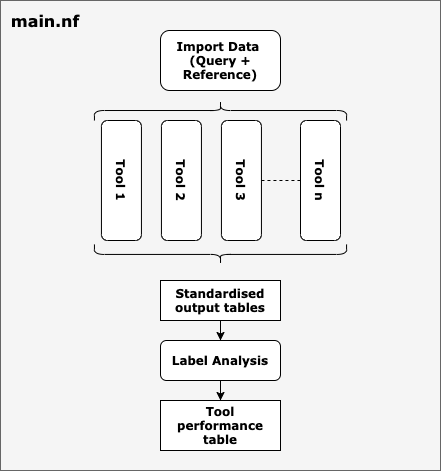 main.nf
Import Data
(Query +
Reference)
Tool 1
Tool 2
Tool 3
Tool n
Standardised
output tables
Label Analysis
Tool
performance
table